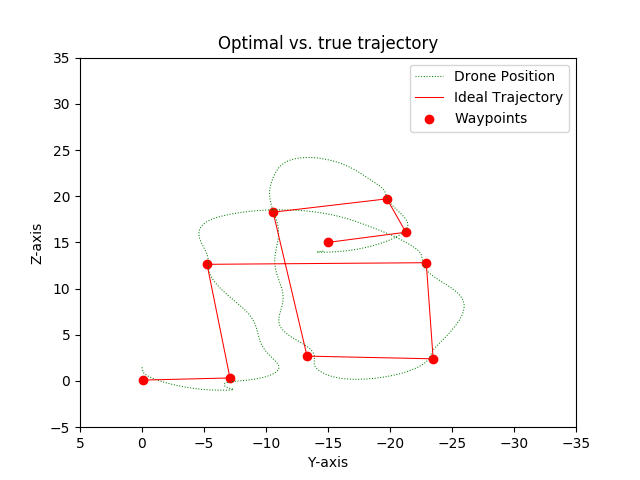 Optimal vs. true trajectory
Drone Position
Ideal Trajectory
Waypoints
35
30
25
20
15
10
5
0
−5
Z-axis
5 0 −5 −10 −15 −20 −25 −30 −35
Y-axis